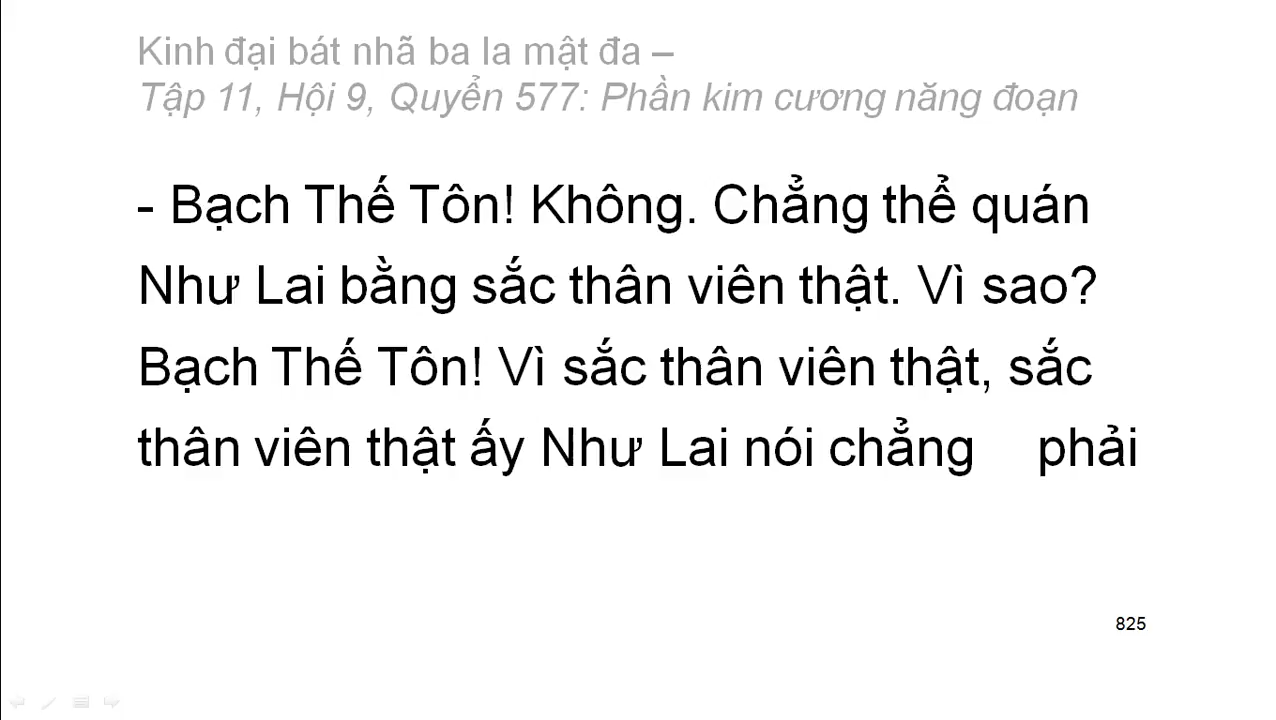 Kinh đại bát nhã ba la mật đa –
Tập 11, Hội 9, Quyển 577: Phần kim cương năng đoạn
- Bạch Thế Tôn! Không. Chẳng thể quán
Như Lai bằng sắc thân viên thật. Vì sao?
Bạch Thế Tôn! Vì sắc thân viên thật, sắc
thân viên thật ấy Như Lai nói chẳng phải
825